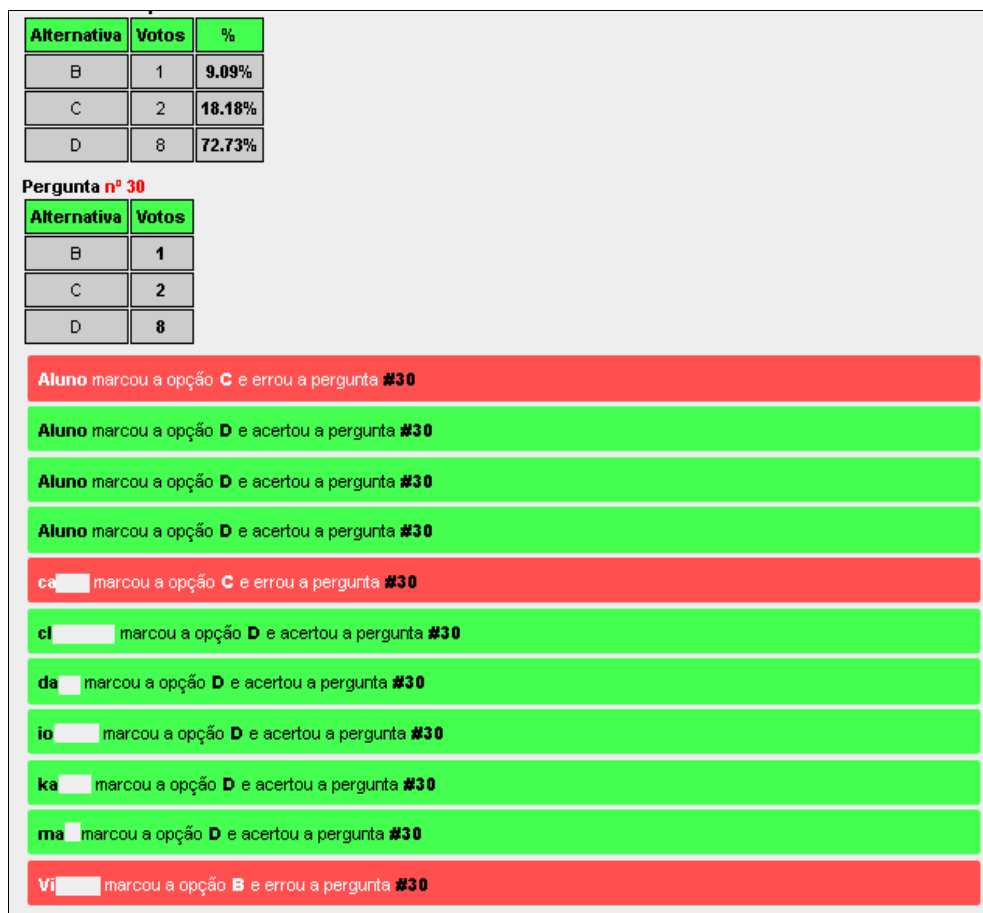 Alternativa Votos %
B 1 9.09%
C 2 18.18%
D 8 72.73%
Pergunta nº 30
Alternativa Votos
B 1
C 2
D 8
Aluno marcou a opção C e errou a pergunta #30
Aluno marcou a opção D e acertou a pergunta #30
Aluno marcou a opção D e acertou a pergunta #30
Aluno marcou a opção D e acertou a pergunta #30
ca marcou a opção C e errou a pergunta #30
cl marcou a opção D e acertou a pergunta #30
da marcou a opção D e acertou a pergunta #30
io marcou a opção D e acertou a pergunta #30
ka marcou a opção D e acertou a pergunta #30
ma marcou a opção D e acertou a pergunta #30
Vi marcou a opção B e errou a pergunta #30